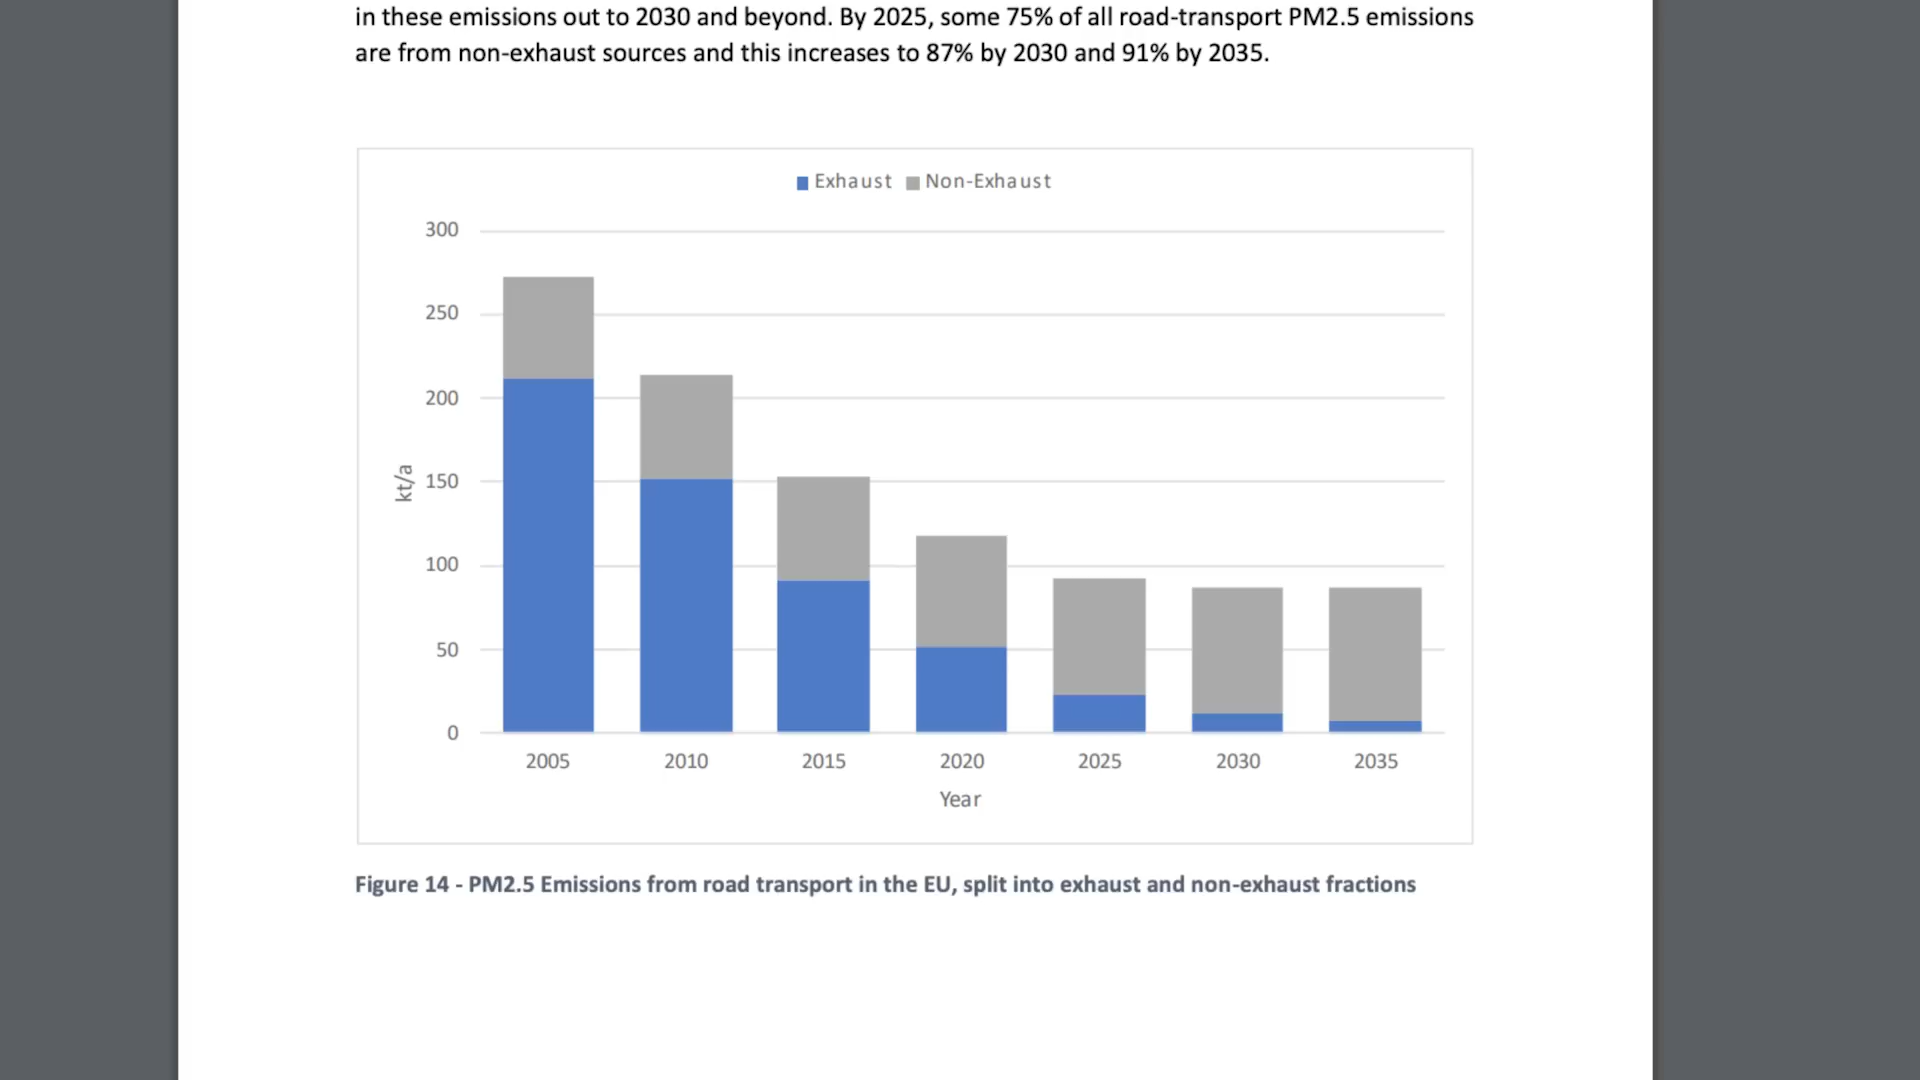 in these emissions out to 2030 and beyond. By 2025, some 75% of all road-transport PM2.5 emissions
are from non-exhaust sources and this increases to 87% by 2030 and 91% by 2035.
Exhaust Non-Exhaust
300
250
200
150
100
50
0
kt/a
2005 2010 2015 2020 2025 2030 2035
Year
Figure 14 - PM2.5 Emissions from road transport in the EU, split into exhaust and non-exhaust fractions